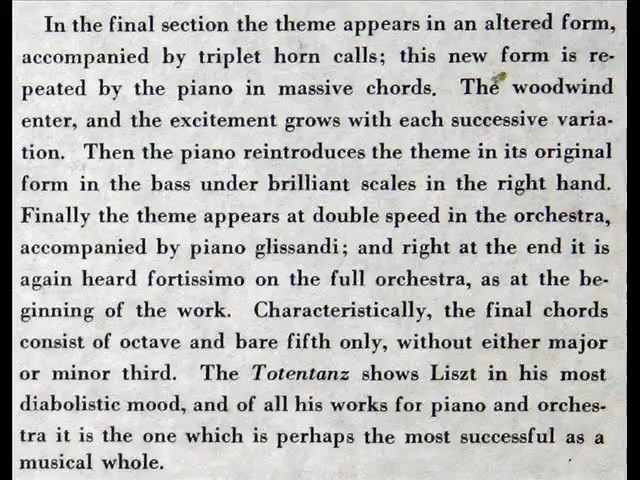 In the final section the theme appears in an altered form,
accompanied by triplet horn calls; this new form is re-
peated by the piano in massive chords. The woodwind
enter, and the excitement grows with each successive varia-
tion. Then the piano reintroduces the theme in its original
form in the bass under brilliant scales in the right hand.
Finally the theme appears at double speed in the orchestra,
accompanied by piano glissandi; and right at the end it is
again heard fortissimo on the full orchestra, as at the be-
ginning of the work. Characteristically, the final chords
consist of octave and bare fifth only, without either major
or minor third. The Totentanz shows Liszt in his most
diabolistic mood, and of all his works for piano and orches-
tra it is the one which is perhaps the most successful as a
musical whole.